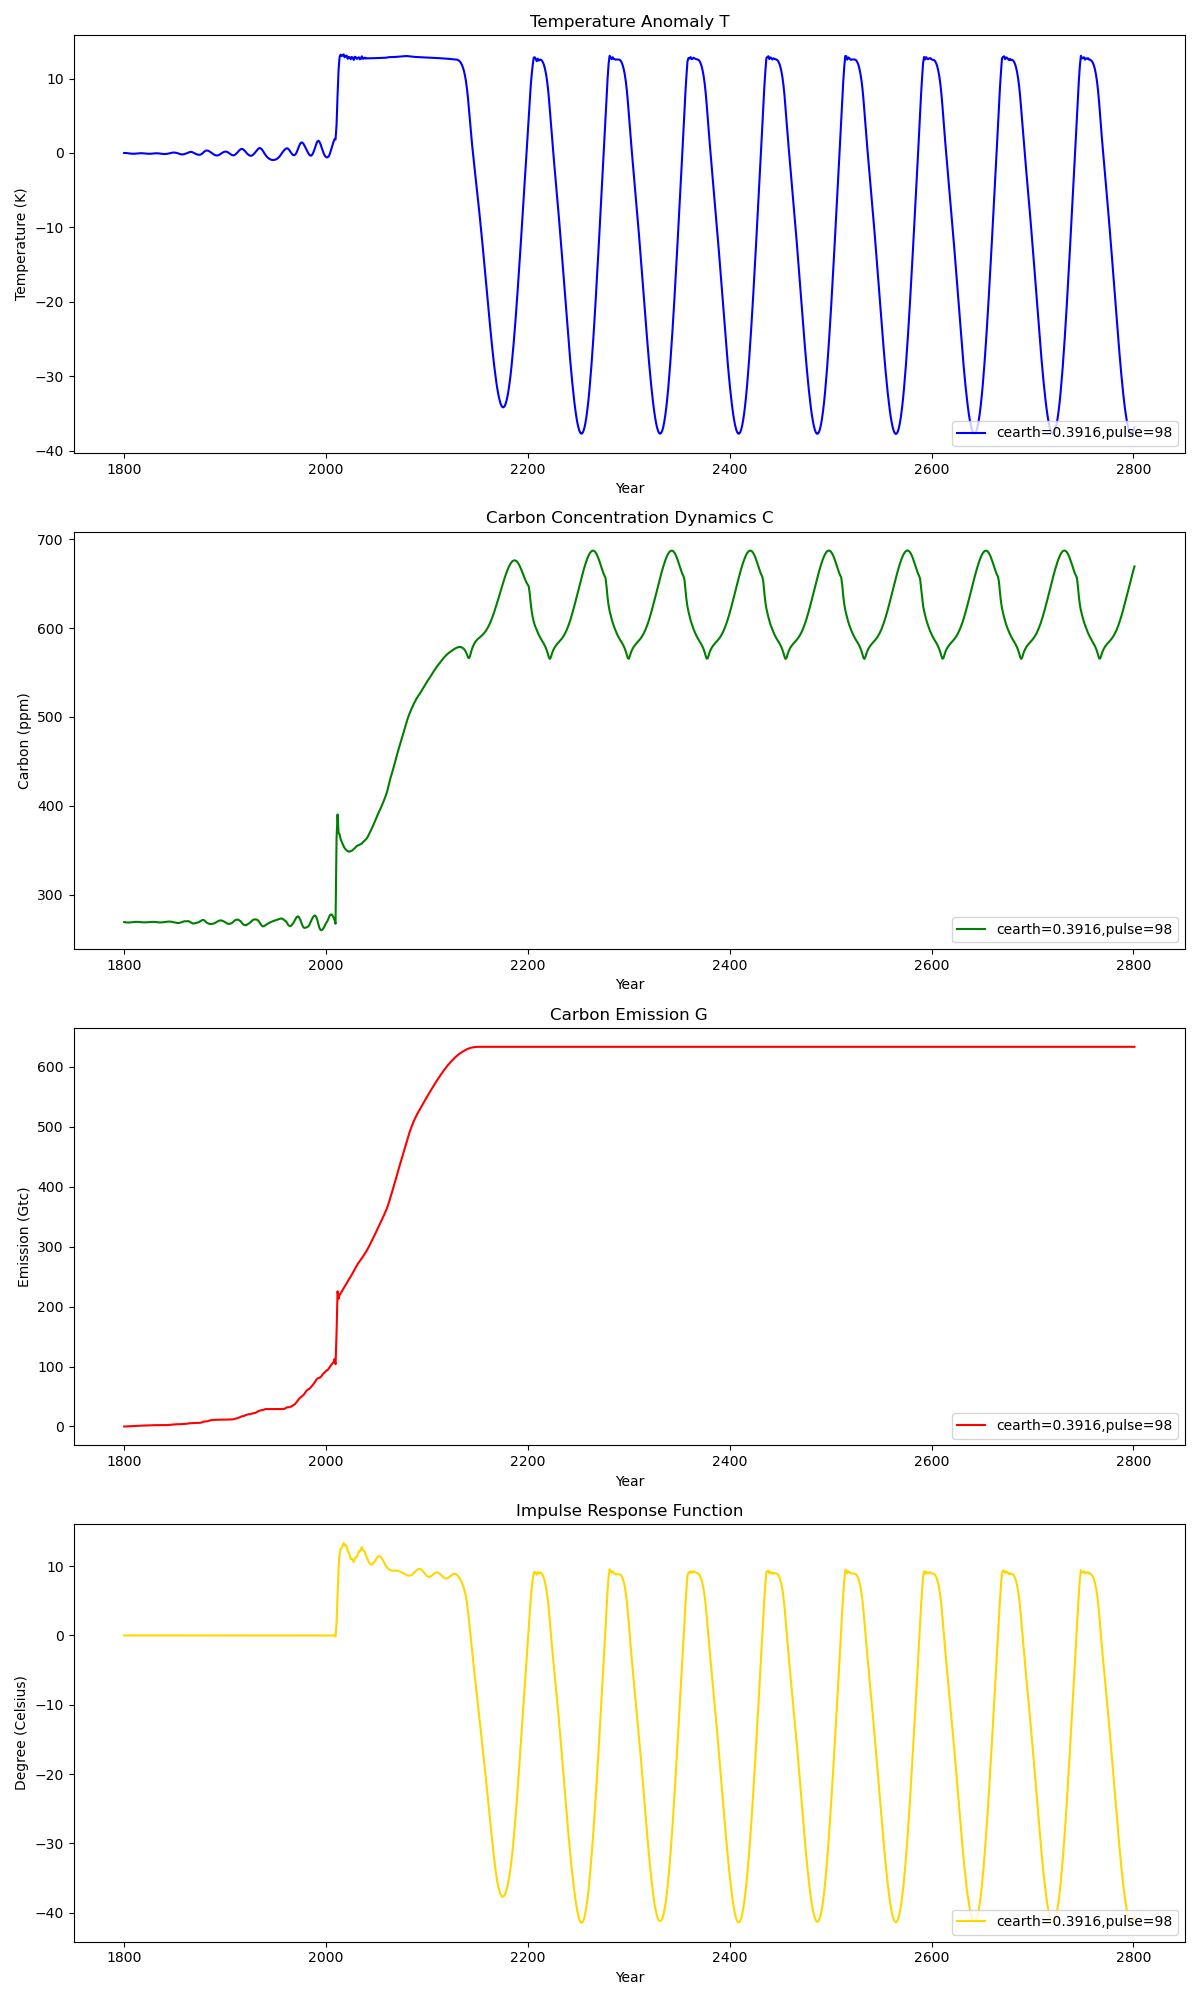 Temperature Anomaly T
Temperature (K)
10
0
−10
−20
−30
−40
cearth=0.3916,pulse=98
1800 2000 2200 2400 2600 2800
Year
Carbon Concentration Dynamics C
Carbon (ppm)
700
600
500
400
300
cearth=0.3916,pulse=98
1800 2000 2200 2400 2600 2800
Year
Carbon Emission G
Emission (Gtc)
600
500
400
300
200
100
0
cearth=0.3916,pulse=98
1800 2000 2200 2400 2600 2800
Year
Impulse Response Function
Degree (Celsius)
10
0
−10
−20
−30
−40
cearth=0.3916,pulse=98
1800 2000 2200 2400 2600 2800
Year